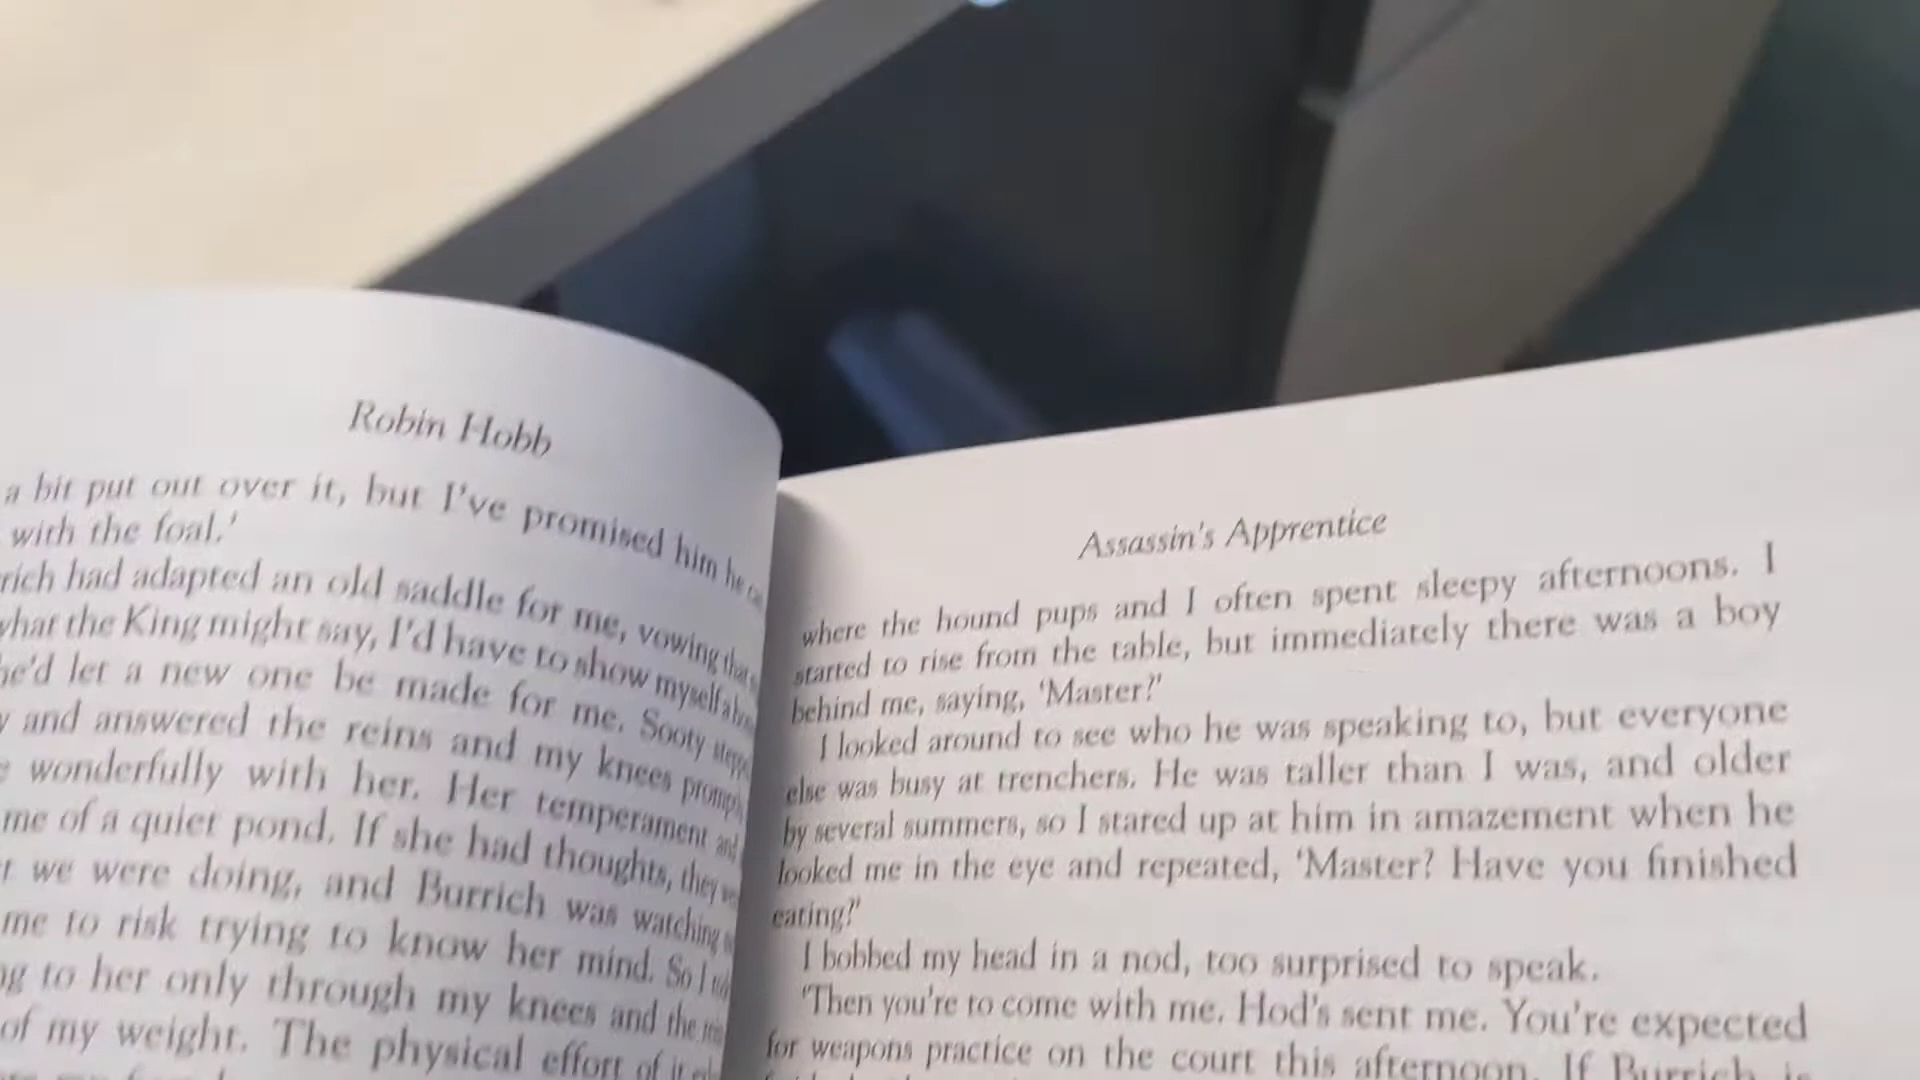 Robin Hobb
a bit put out over it, but I've promised him he
with the foal.'
had adapted an old saddle for me, vowing that
what the King might say, I'd have to show myself
he'd let a new one be made for me. Sooty
and answered the reins and my knees
wonderfully with her. Her temperament and
me of a quiet pond. If she had thoughts, they
we were doing, and Burrich was watching
me to risk trying to know her mind. So I
to her only through my knees and the
of my weight. The physical effort of it
Assassin's Apprentice
where the hound pups and I often spent sleepy afternoons. I
started to rise from the table, but immediately there was a boy
behind me, saying, 'Master?'
I looked around to see who he was speaking to, but everyone
else was busy at trenchers. He was taller than I was, and older
by several summers, so I stared up at him in amazement when he
looked me in the eye and repeated, 'Master? Have you finished
eating?'
I bobbed my head in a nod, too surprised to speak.
'Then you're to come with me. Hod's sent me. You're expected
for weapons practice on the court this afternoon. If Burrich is